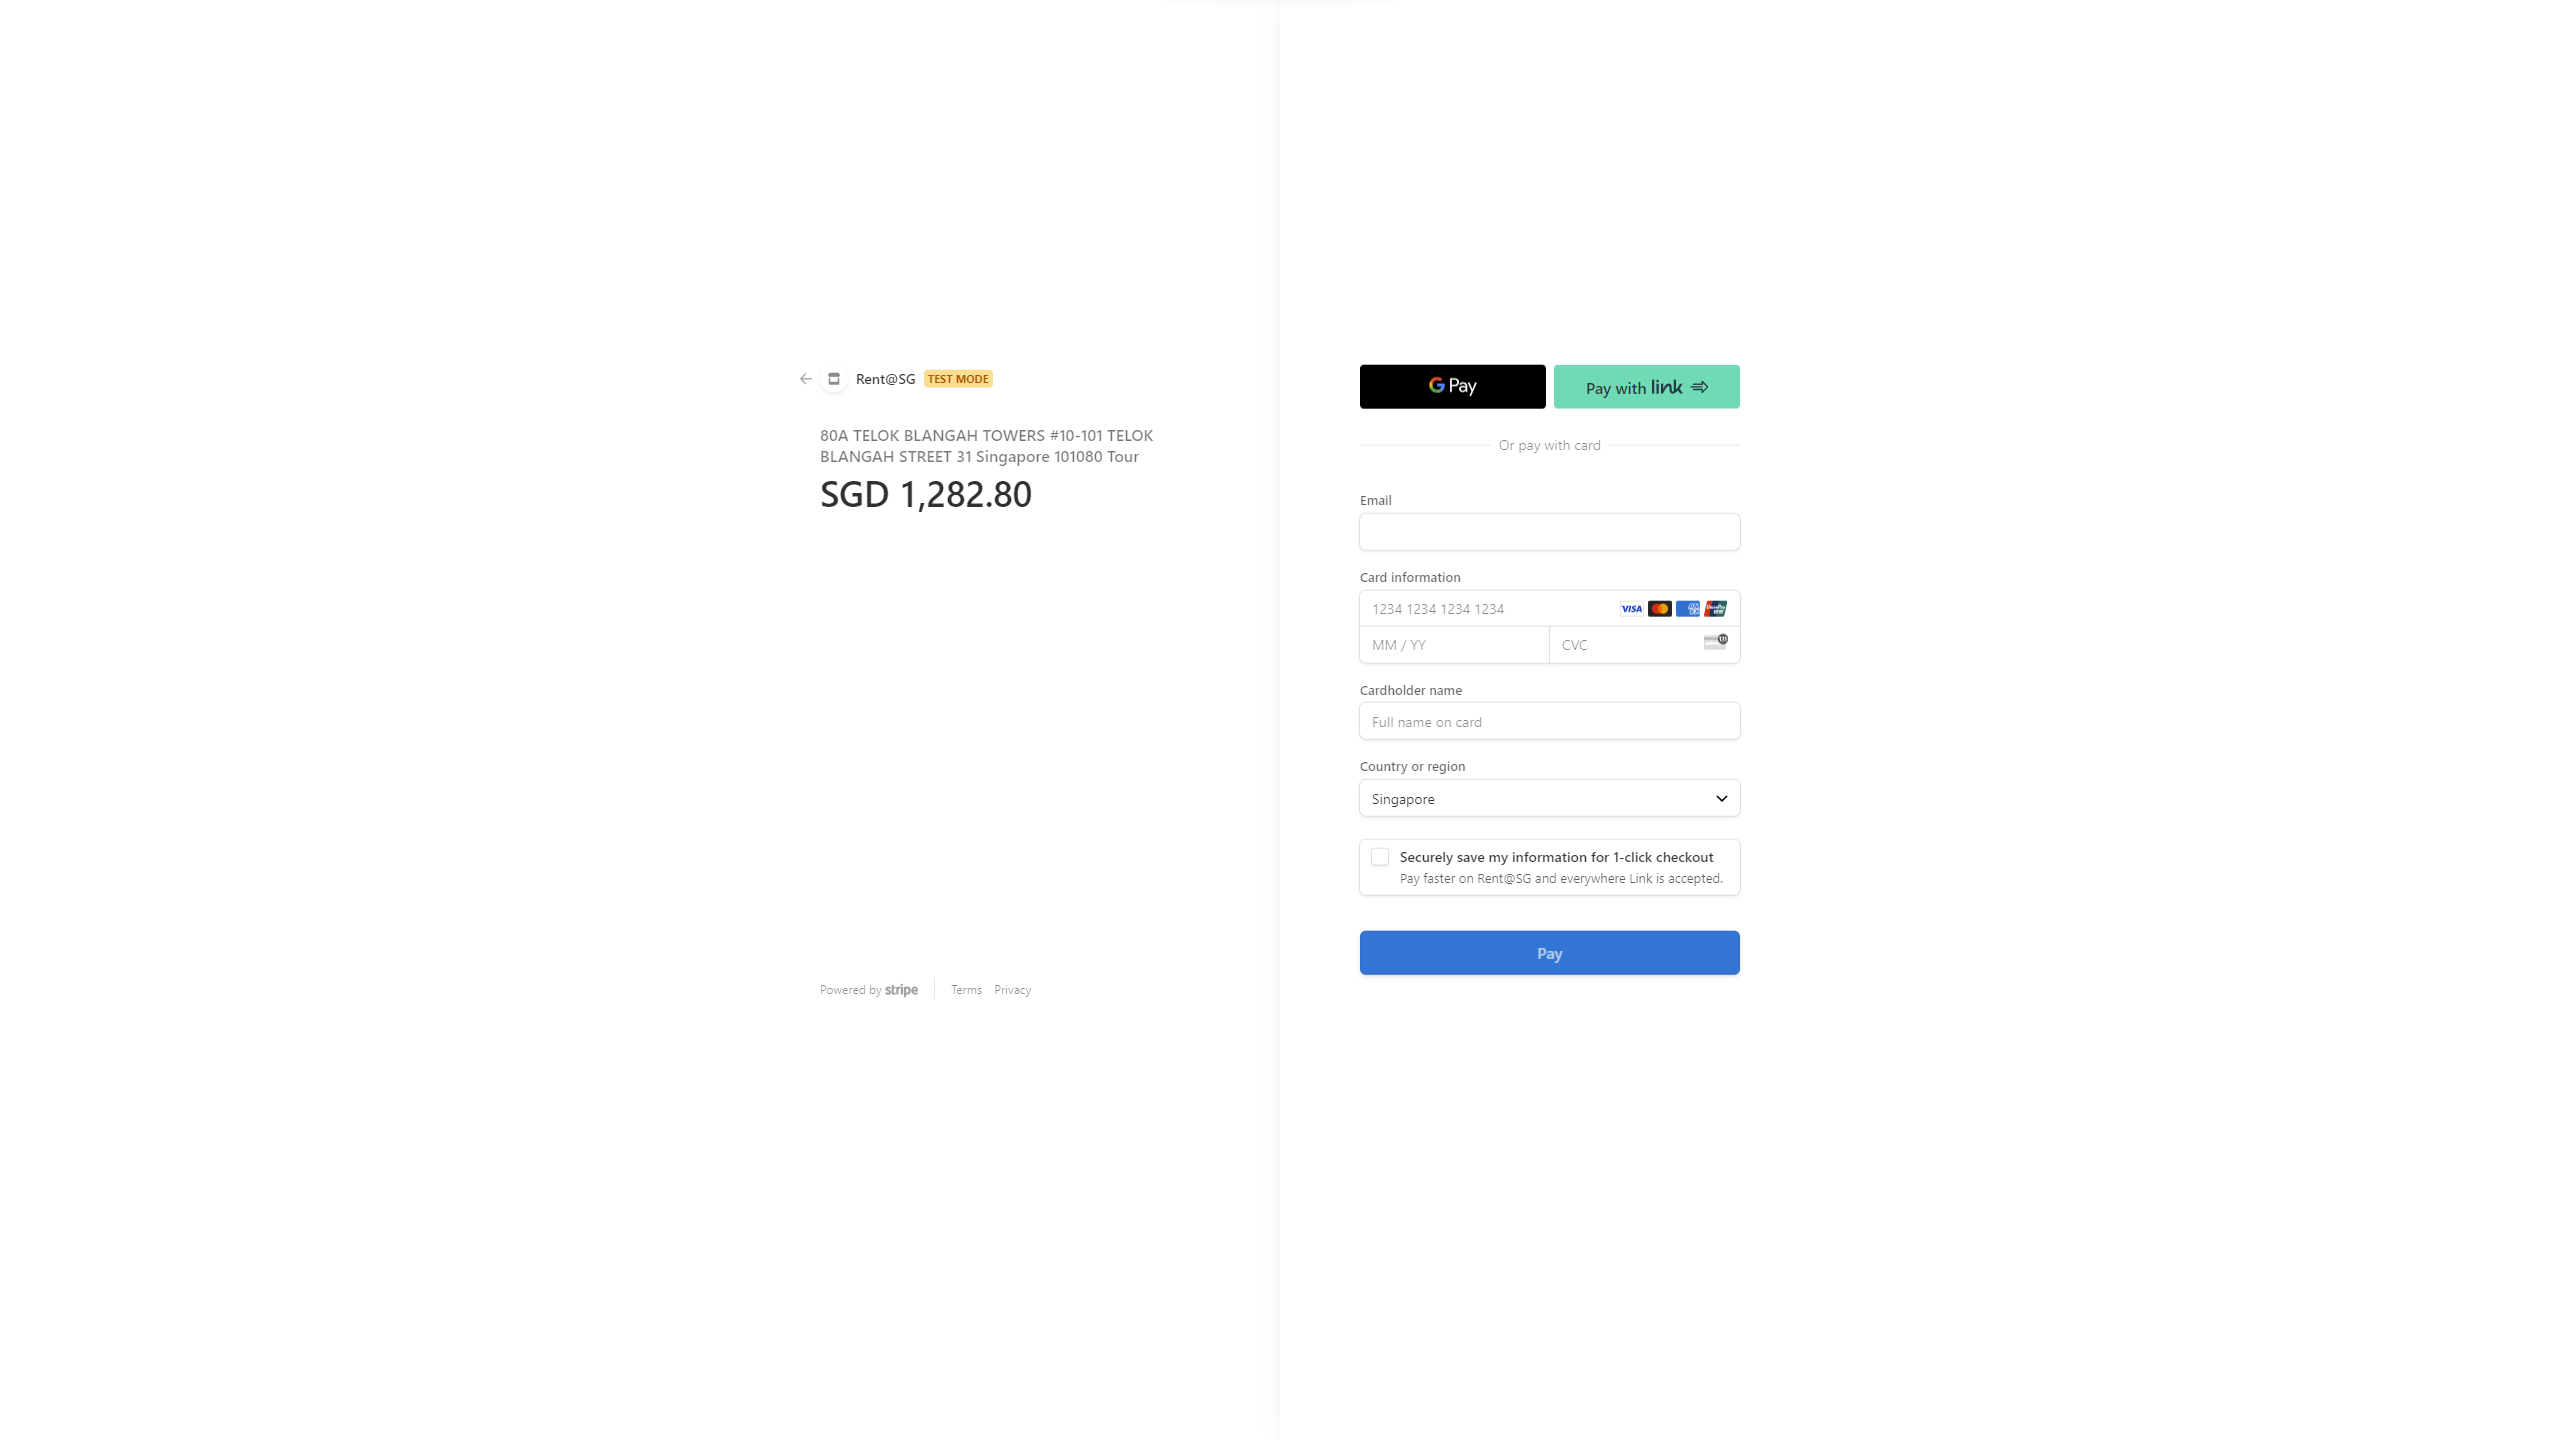 Rent@SG TEST MODE
80A TELOK BLANGAH TOWERS #10-101 TELOK
BLANGAH STREET 31 Singapore 101080 Tour
SGD 1,282.80
Powered by stripe
Terms Privacy
G Pay
Pay with link
Or pay with card
Email
Card information
1234 1234 1234 1234
VISA
MM / YY
CVC
Cardholder name
Full name on card
Country or region
Singapore
Securely save my information for 1-click checkout
Pay faster on Rent@SG and everywhere Link is accepted.
Pay